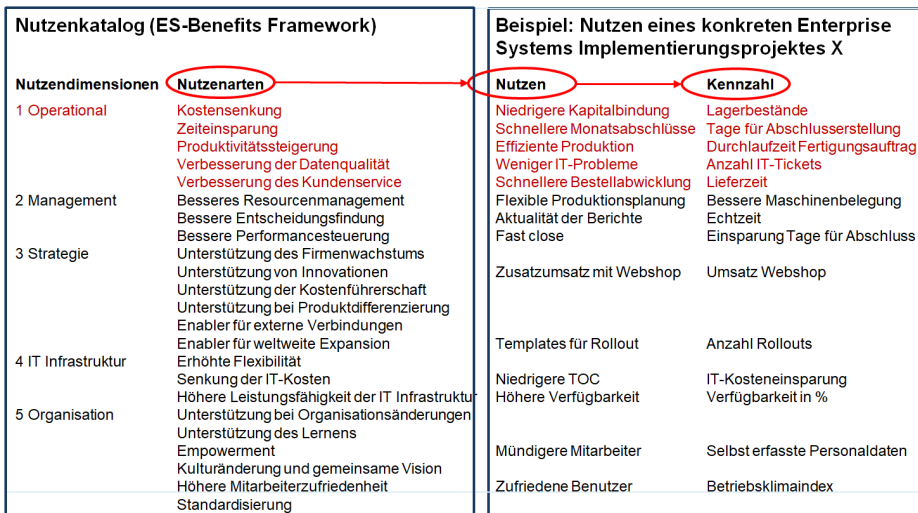 Nutzenkatalog (ES-Benefits Framework)
Nutzendimensionen Nutzenarten
1 Operational Kostensenkung
Zeiteinsparung
Produktivitätssteigerung
Verbesserung der Datenqualität
Verbesserung des Kundenservice
2 Management Besseres Resourcenmanagement
Bessere Entscheidungsfindung
Bessere Performancesteuerung
3 Strategie Unterstützung des Firmenwachstums
Unterstützung von Innovationen
Unterstützung der Kostenführerschaft
Unterstützung bei Produktdifferenzierung
Enabler für externe Verbindungen
Enabler für weltweite Expansion
4 IT Infrastruktur Erhöhte Flexibilität
Senkung der IT-Kosten
Höhere Leistungsfähigkeit der IT Infrastruktur
5 Organisation Unterstützung bei Organisationsänderungen
Unterstützung des Lernens
Empowerment
Kulturänderung und gemeinsame Vision
Höhere Mitarbeiterzufriedenheit
Standardisierung
Beispiel: Nutzen eines konkreten Enterprise
Systems Implementierungsprojektes X
Nutzen Kennzahl
Niedrigere Kapitalbindung Lagerbestände
Schnellere Monatsabschlüsse Tage für Abschlusserstellung
Effiziente Produktion Durchlaufzeit Fertigungsauftrag
Weniger IT-Probleme Anzahl IT-Tickets
Schnellere Bestellabwicklung Lieferzeit
Flexible Produktionsplanung Bessere Maschinenbelegung
Aktualität der Berichte Echtzeit
Fast close Einsparung Tage für Abschluss
Zusatzumsatz mit Webshop Umsatz Webshop
Templates für Rollout Anzahl Rollouts
Niedrigere TOC IT-Kosteneinsparung
Höhere Verfügbarkeit Verfügbarkeit in %
Mündigere Mitarbeiter Selbst erfasste Personaldaten
Zufriedene Benutzer Betriebsklimaindex